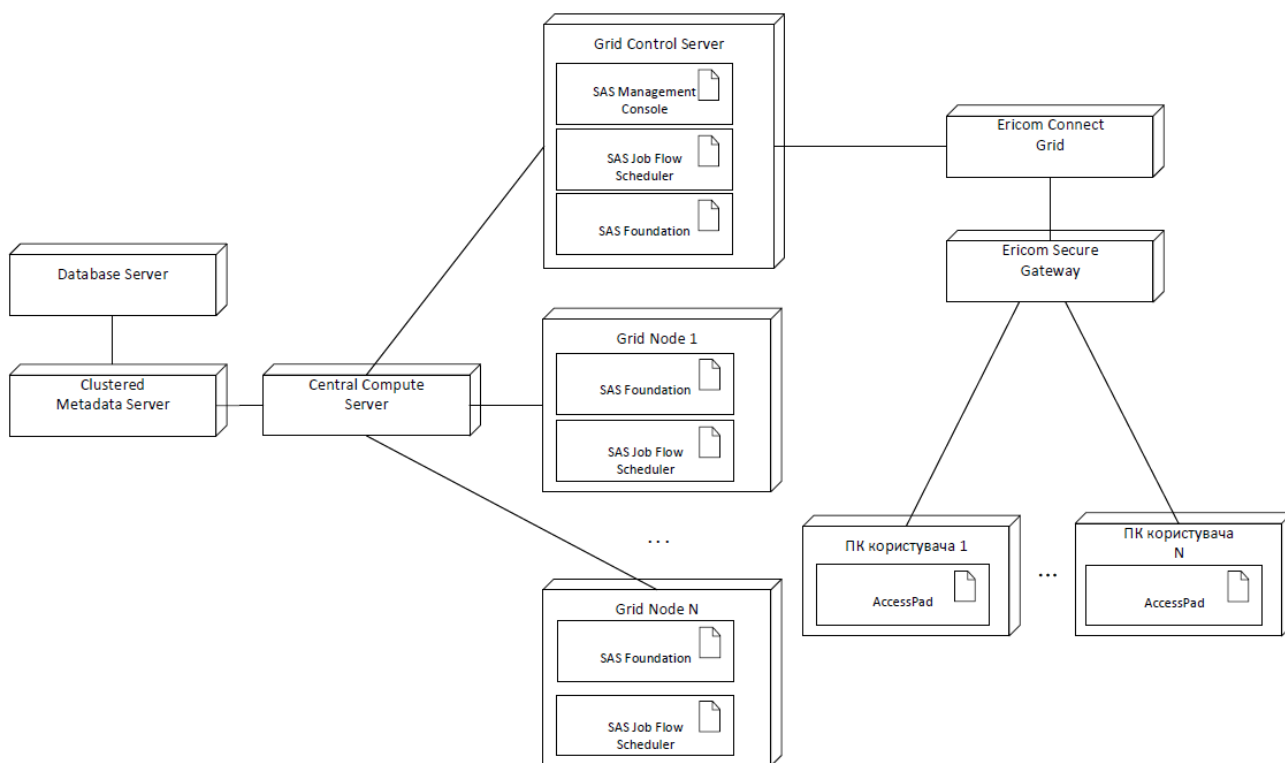 Grid Control Server
SAS Management
Console
SAS Job Flow
Scheduler
SAS Foundation
Ericom Connect
Grid
Ericom Secure
Gateway
Database Server
Clustered
Metadata Server
Central Compute
Server
Grid Node 1
SAS Foundation
SAS Job Flow
Scheduler
...
Grid Node N
SAS Foundation
SAS Job Flow
Scheduler
ПК користувача 1
AccessPad
...
ПК користувача
N
AccessPad